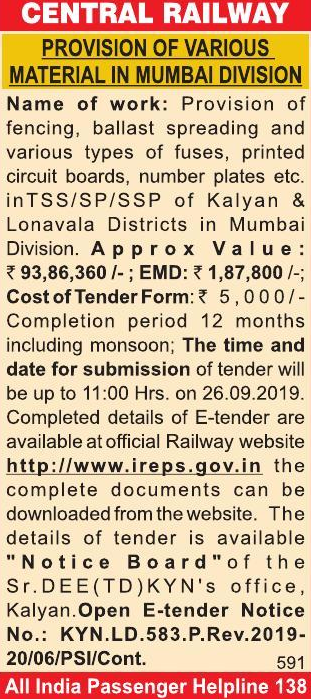 CENTRAL RAILWAY
PROVISION OF VARIOUS
MATERIAL IN MUMBAI DIVISION
Name of work: Provision of
fencing, ballast spreading and
various types of fuses, printed
circuit boards, number plates etc.
inTSS/SP/SSP of Kalyan &
Lonavala Districts in Mumbai
Division. Approx Value:
₹ 93,86,360 /- ; EMD: ₹ 1,87,800 /-;
Cost of Tender Form: ₹ 5,000/-
Completion period 12 months
including monsoon; The time and
date for submission of tender will
be up to 11:00 Hrs. on 26.09.2019.
Completed details of E-tender are
available at official Railway website
http://www.ireps.gov.in the
complete documents can be
downloaded from the website. The
details of tender is available
"Notice Board" of the
Sr.DEE(TD)KYN's office,
Kalyan.Open E-tender Notice
No.: KYN.LD.583.P.Rev.2019-
20/06/PSI/Cont. 591
All India Passenger Helpline 138